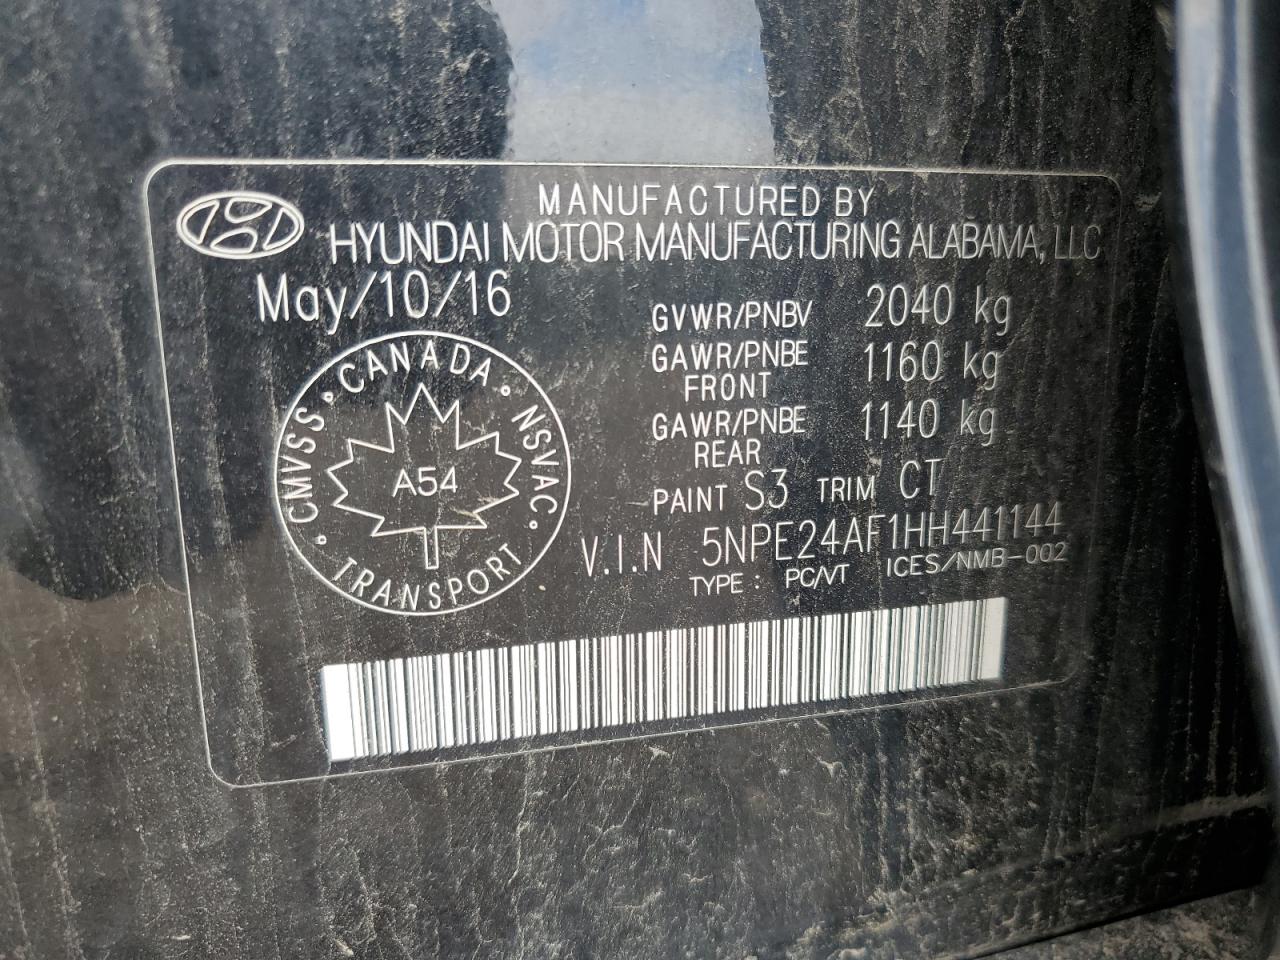 MANUFACTURED BY
HYUNDAI MOTOR MANUFACTURING ALABAMA, LLC
May/10/16
GVWR/PNBV 2040 kg
GAWR/PNBE 1160 kg
FRONT
GAWR/PNBE 1140 kg
REAR
PAINT S3 TRIM CT
V.I.N 5NPE24AF1HH441144
TYPE : PC/VT ICES/NMB-002
CANADA · NSVAC · TRANSPORT · CMVSS ·
A54